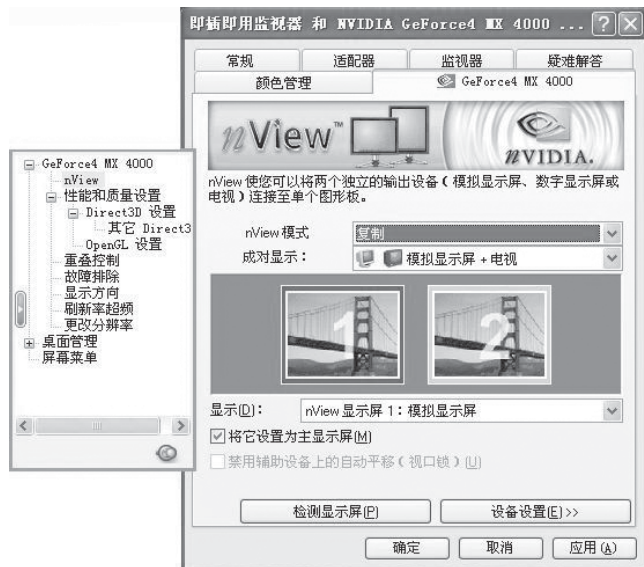 即插即用监视器 和 NVIDIA GeForce4 MX 4000 ...
常规 适配器 监视器 疑难解答
颜色管理 GeForce4 MX 4000
nView™
nVIDIA.
nView 使您可以将两个独立的输出设备(模拟显示屏、数字显示屏或
电视)连接至单个图形板。
nView 模式 复制
成对显示: 模拟显示屏 + 电视
1 2
显示(D): nView 显示屏 1:模拟显示屏
将它设置为主显示屏(M)
禁用辅助设备上的自动平移(视口锁)(U)
检测显示屏(P) 设备设置(E) >>
确定 取消 应用(A)
GeForce4 MX 4000
nView
性能和质量设置
Direct3D 设置
其它 Direct3
OpenGL 设置
重叠控制
故障排除
显示方向
刷新率超频
更改分辨率
桌面管理
屏幕菜单